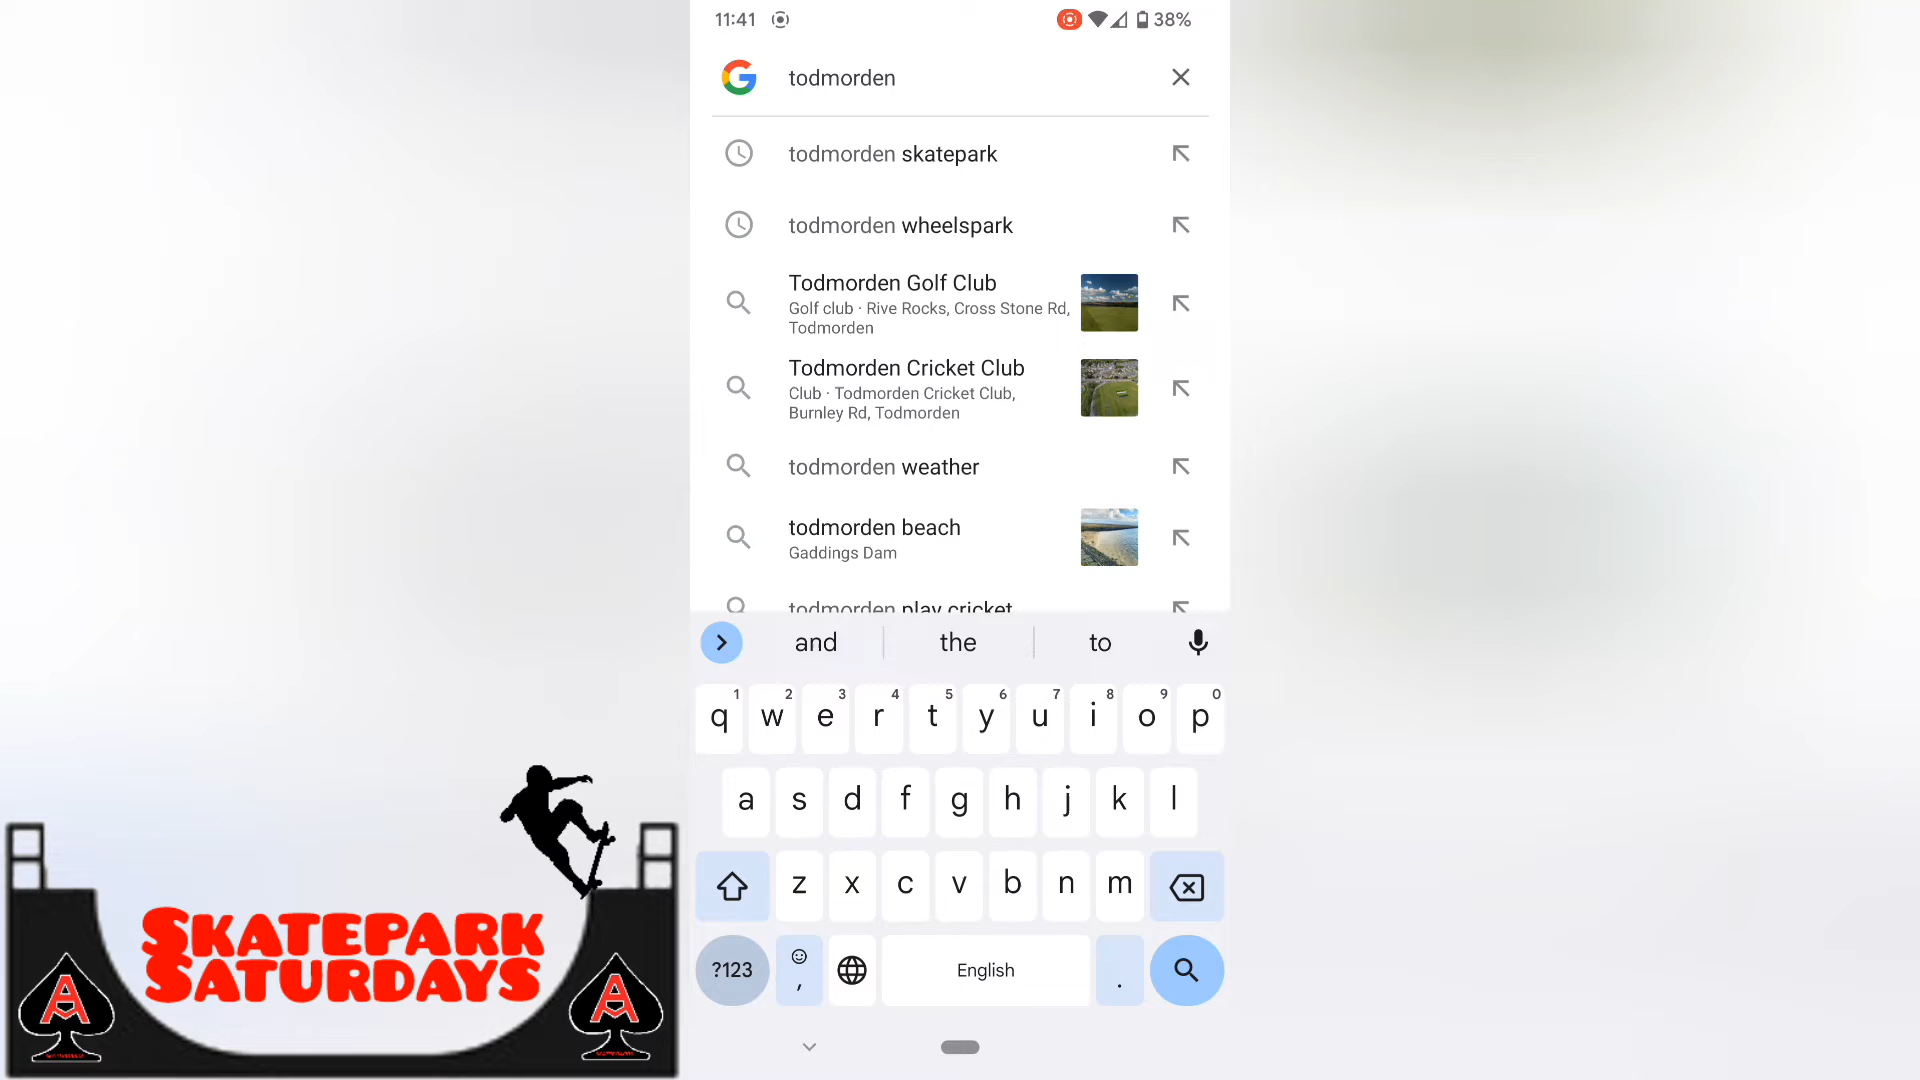 11:41
38%
todmorden
todmorden skatepark
todmorden wheelspark
Todmorden Golf Club
Golf club · Rive Rocks, Cross Stone Rd,
Todmorden
Todmorden Cricket Club
Club · Todmorden Cricket Club,
Burnley Rd, Todmorden
todmorden weather
todmorden beach
Gaddings Dam
todmorden play cricket
and the to
1 2 3 4 5 6 7 8 9 0
q w e r t y u i o p
a s d f g h j k l
z x c v b n m
?123 , English .
SKATEPARK
SATURDAYS
A A